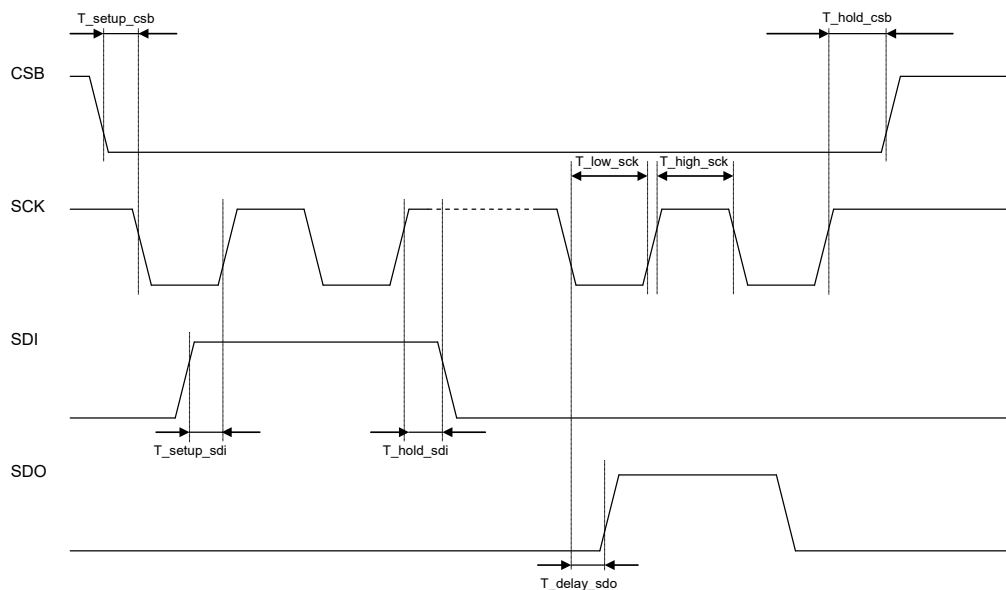 T_setup_csb
T_hold_csb
CSB
T_low_sck
T_high_sck
SCK
SDI
T_setup_sdi
T_hold_sdi
SDO
T_delay_sdo